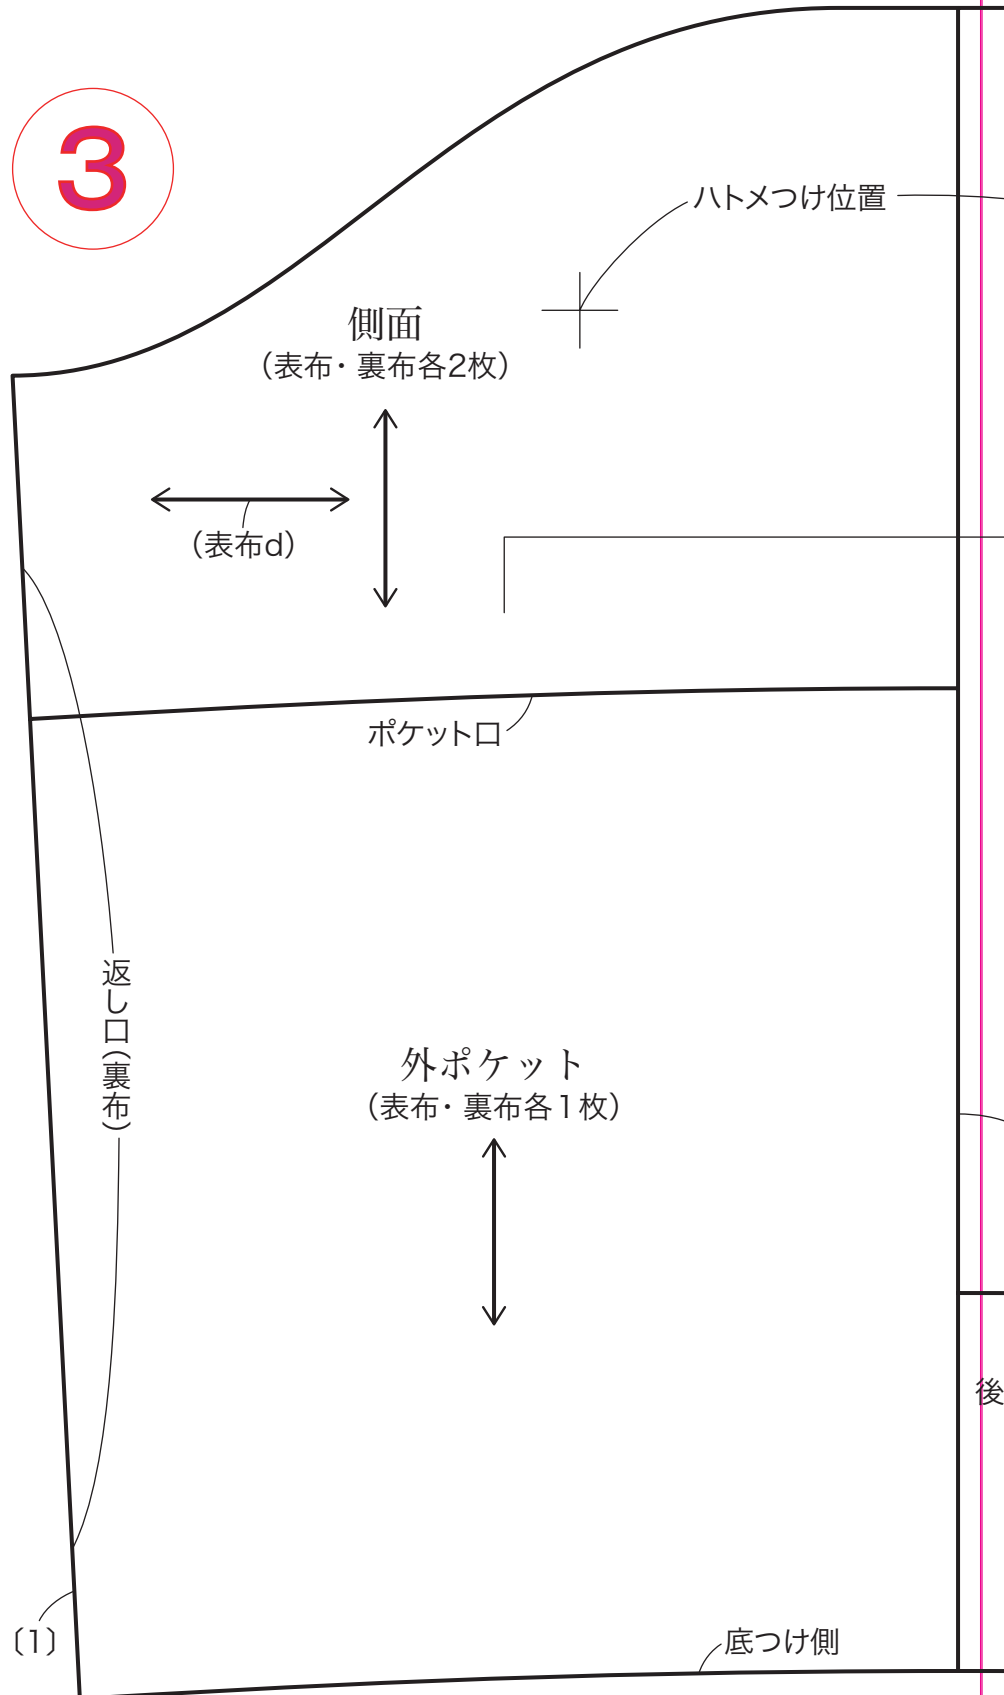 3
ハトメつけ位置
側面
（表布・裏布各2枚）
（表布d）
ポケット口
返し口（裏布）
外ポケット
（表布・裏布各1枚）
後
〔1〕
底つけ側